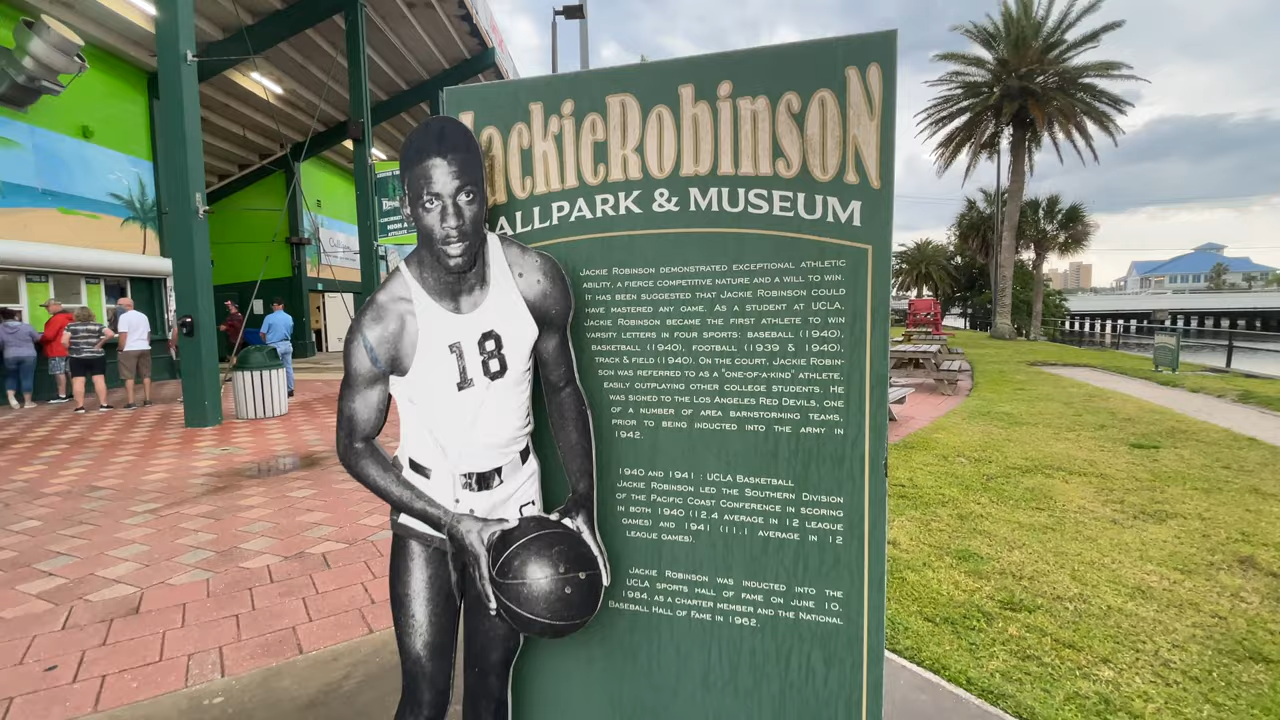 JackieRobinsoN
ALLPARK & MUSEUM
JACKIE ROBINSON DEMONSTRATED EXCEPTIONAL ATHLETIC
ABILITY, A FIERCE COMPETITIVE NATURE AND A WILL TO WIN.
IT HAS BEEN SUGGESTED THAT JACKIE ROBINSON COULD
HAVE MASTERED ANY GAME. AS A STUDENT AT UCLA,
JACKIE ROBINSON BECAME THE FIRST ATHLETE TO WIN
VARSITY LETTERS IN FOUR SPORTS: BASEBALL (1940),
BASKETBALL (1940), FOOTBALL (1939 & 1940),
TRACK & FIELD (1940). ON THE COURT, JACKIE ROBIN-
SON WAS REFERRED TO AS A "ONE-OF-A-KIND" ATHLETE,
EASILY OUTPLAYING OTHER COLLEGE STUDENTS. HE
WAS SIGNED TO THE LOS ANGELES RED DEVILS, ONE
OF A NUMBER OF AREA BARNSTORMING TEAMS,
PRIOR TO BEING INDUCTED INTO THE ARMY IN
1942.
1940 AND 1941 : UCLA BASKETBALL
JACKIE ROBINSON LED THE SOUTHERN DIVISION
OF THE PACIFIC COAST CONFERENCE IN SCORING
IN BOTH 1940 (12.4 AVERAGE IN 12 LEAGUE
GAMES) AND 1941 (11.1 AVERAGE IN 12
LEAGUE GAMES).
JACKIE ROBINSON WAS INDUCTED INTO THE
UCLA SPORTS HALL OF FAME ON JUNE 10,
1984, AS A CHARTER MEMBER AND THE NATIONAL
BASEBALL HALL OF FAME IN 1962.
18